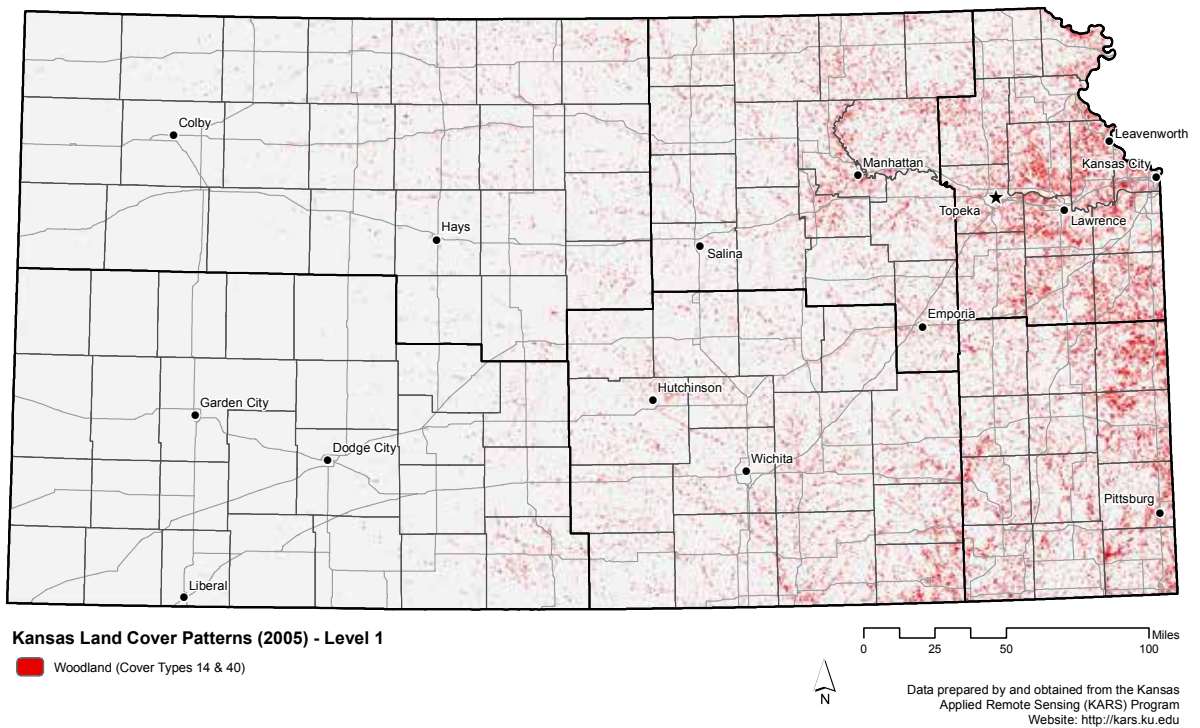 Colby
Leavenworth
Manhattan
Kansas City
Topeka
Lawrence
Hays
Salina
Emporia
Hutchinson
Garden City
Dodge City
Wichita
Pittsburg
Liberal
Kansas Land Cover Patterns (2005) - Level 1
Woodland (Cover Types 14 & 40)
Miles
0 25 50 100
N
Data prepared by and obtained from the Kansas
Applied Remote Sensing (KARS) Program
Website: http://kars.ku.edu